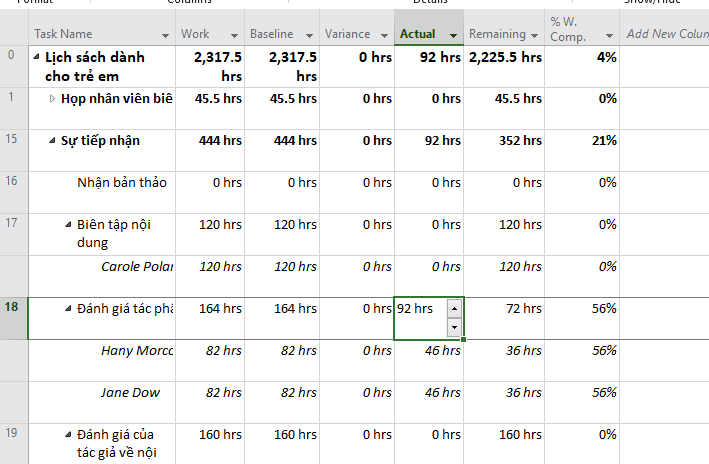 Format Columns Details Show/Hide
Task Name Work Baseline Variance Actual Remaining % W. Comp. Add New Colun
0 Lịch sách dành cho trẻ em 2,317.5 hrs 2,317.5 hrs 0 hrs 92 hrs 2,225.5 hrs 4%
1 Họp nhân viên biê 45.5 hrs 45.5 hrs 0 hrs 0 hrs 45.5 hrs 0%
15 Sự tiếp nhận 444 hrs 444 hrs 0 hrs 92 hrs 352 hrs 21%
16 Nhận bản thảo 0 hrs 0 hrs 0 hrs 0 hrs 0 hrs 0%
17 Biên tập nội dung 120 hrs 120 hrs 0 hrs 0 hrs 120 hrs 0%
Carole Polar 120 hrs 120 hrs 0 hrs 0 hrs 120 hrs 0%
18 Đánh giá tác phẩ 164 hrs 164 hrs 0 hrs 92 hrs 72 hrs 56%
Hany Morcc 82 hrs 82 hrs 0 hrs 46 hrs 36 hrs 56%
Jane Dow 82 hrs 82 hrs 0 hrs 46 hrs 36 hrs 56%
19 Đánh giá của tác giả về nội 160 hrs 160 hrs 0 hrs 0 hrs 160 hrs 0%